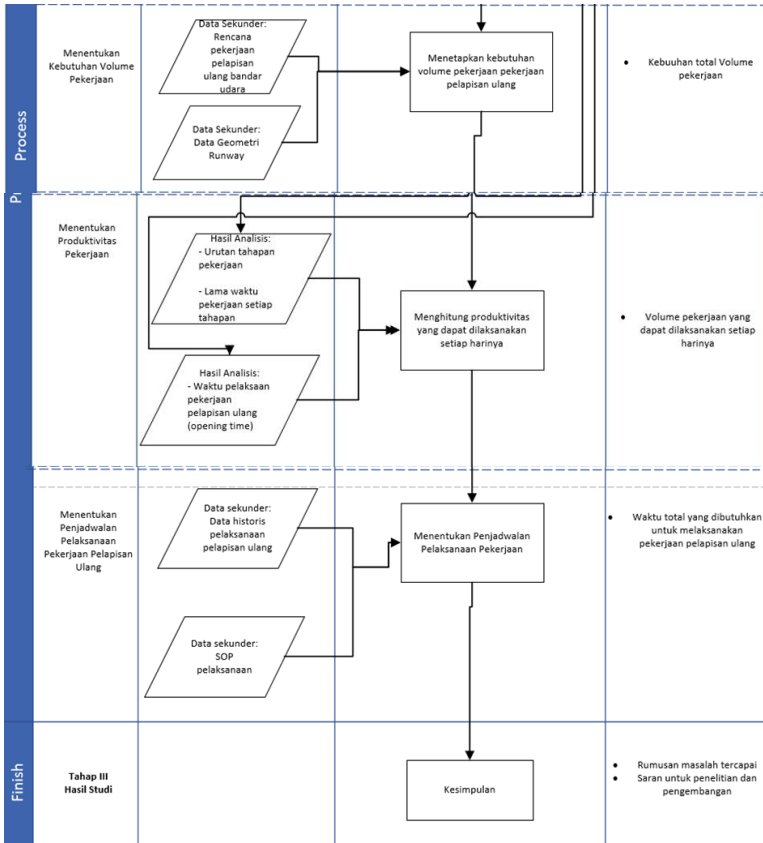 Process
Menentukan
Kebutuhan Volume
Pekerjaan
Data Sekunder:
Rencana
pekerjaan
pelapisan
ulang bandar
udara
Data Sekunder:
Data Geometri
Runway
Menetapkan kebutuhan
volume pekerjaan pekerjaan
pelapisan ulang
• Kebuuhan total Volume
pekerjaan
Menentukan
Produktivitas
Pekerjaan
Hasil Analisis:
- Urutan tahapan
pekerjaan
- Lama waktu
pekerjaan setiap
tahapan
Hasil Analisis:
- Waktu pelaksaan
pekerjaan
pelapisan ulang
(opening time)
Menghitung produktivitas
yang dapat dilaksanakan
setiap harinya
• Volume pekerjaan yang
dapat dilaksanakan setiap
harinya
Menentukan
Penjadwalan
Pelaksanaan
Pekerjaan Pelapisan
Ulang
Data sekunder:
Data historis
pelaksanaan
pelapisan ulang
Data sekunder:
SOP
pelaksanaan
Menentukan Penjadwalan
Pelaksanaan Pekerjaan
• Waktu total yang dibutuhkan
untuk melaksanakan
pekerjaan pelapisan ulang
Finish
Tahap III
Hasil Studi
Kesimpulan
• Rumusan masalah tercapai
• Saran untuk penelitian dan
pengembangan